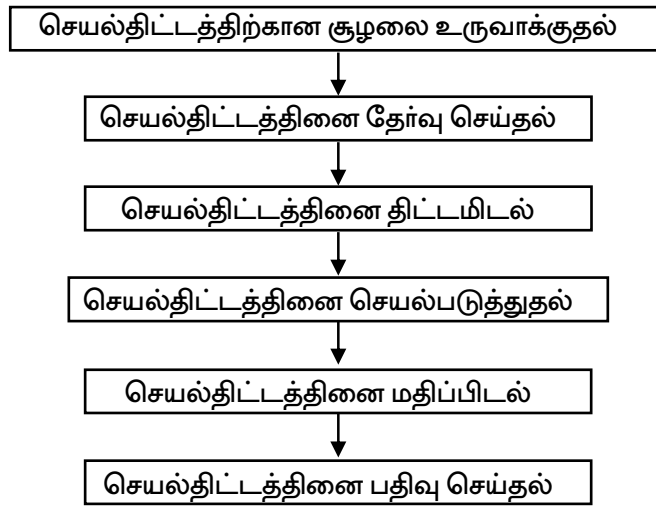 செயல்திட்டத்திற்கான சூழலை உருவாக்குதல்
செயல்திட்டத்தினை தேர்வு செய்தல்
செயல்திட்டத்தினை திட்டமிடல்
செயல்திட்டத்தினை செயல்படுத்துதல்
செயல்திட்டத்தினை மதிப்பிடல்
செயல்திட்டத்தினை பதிவு செய்தல்